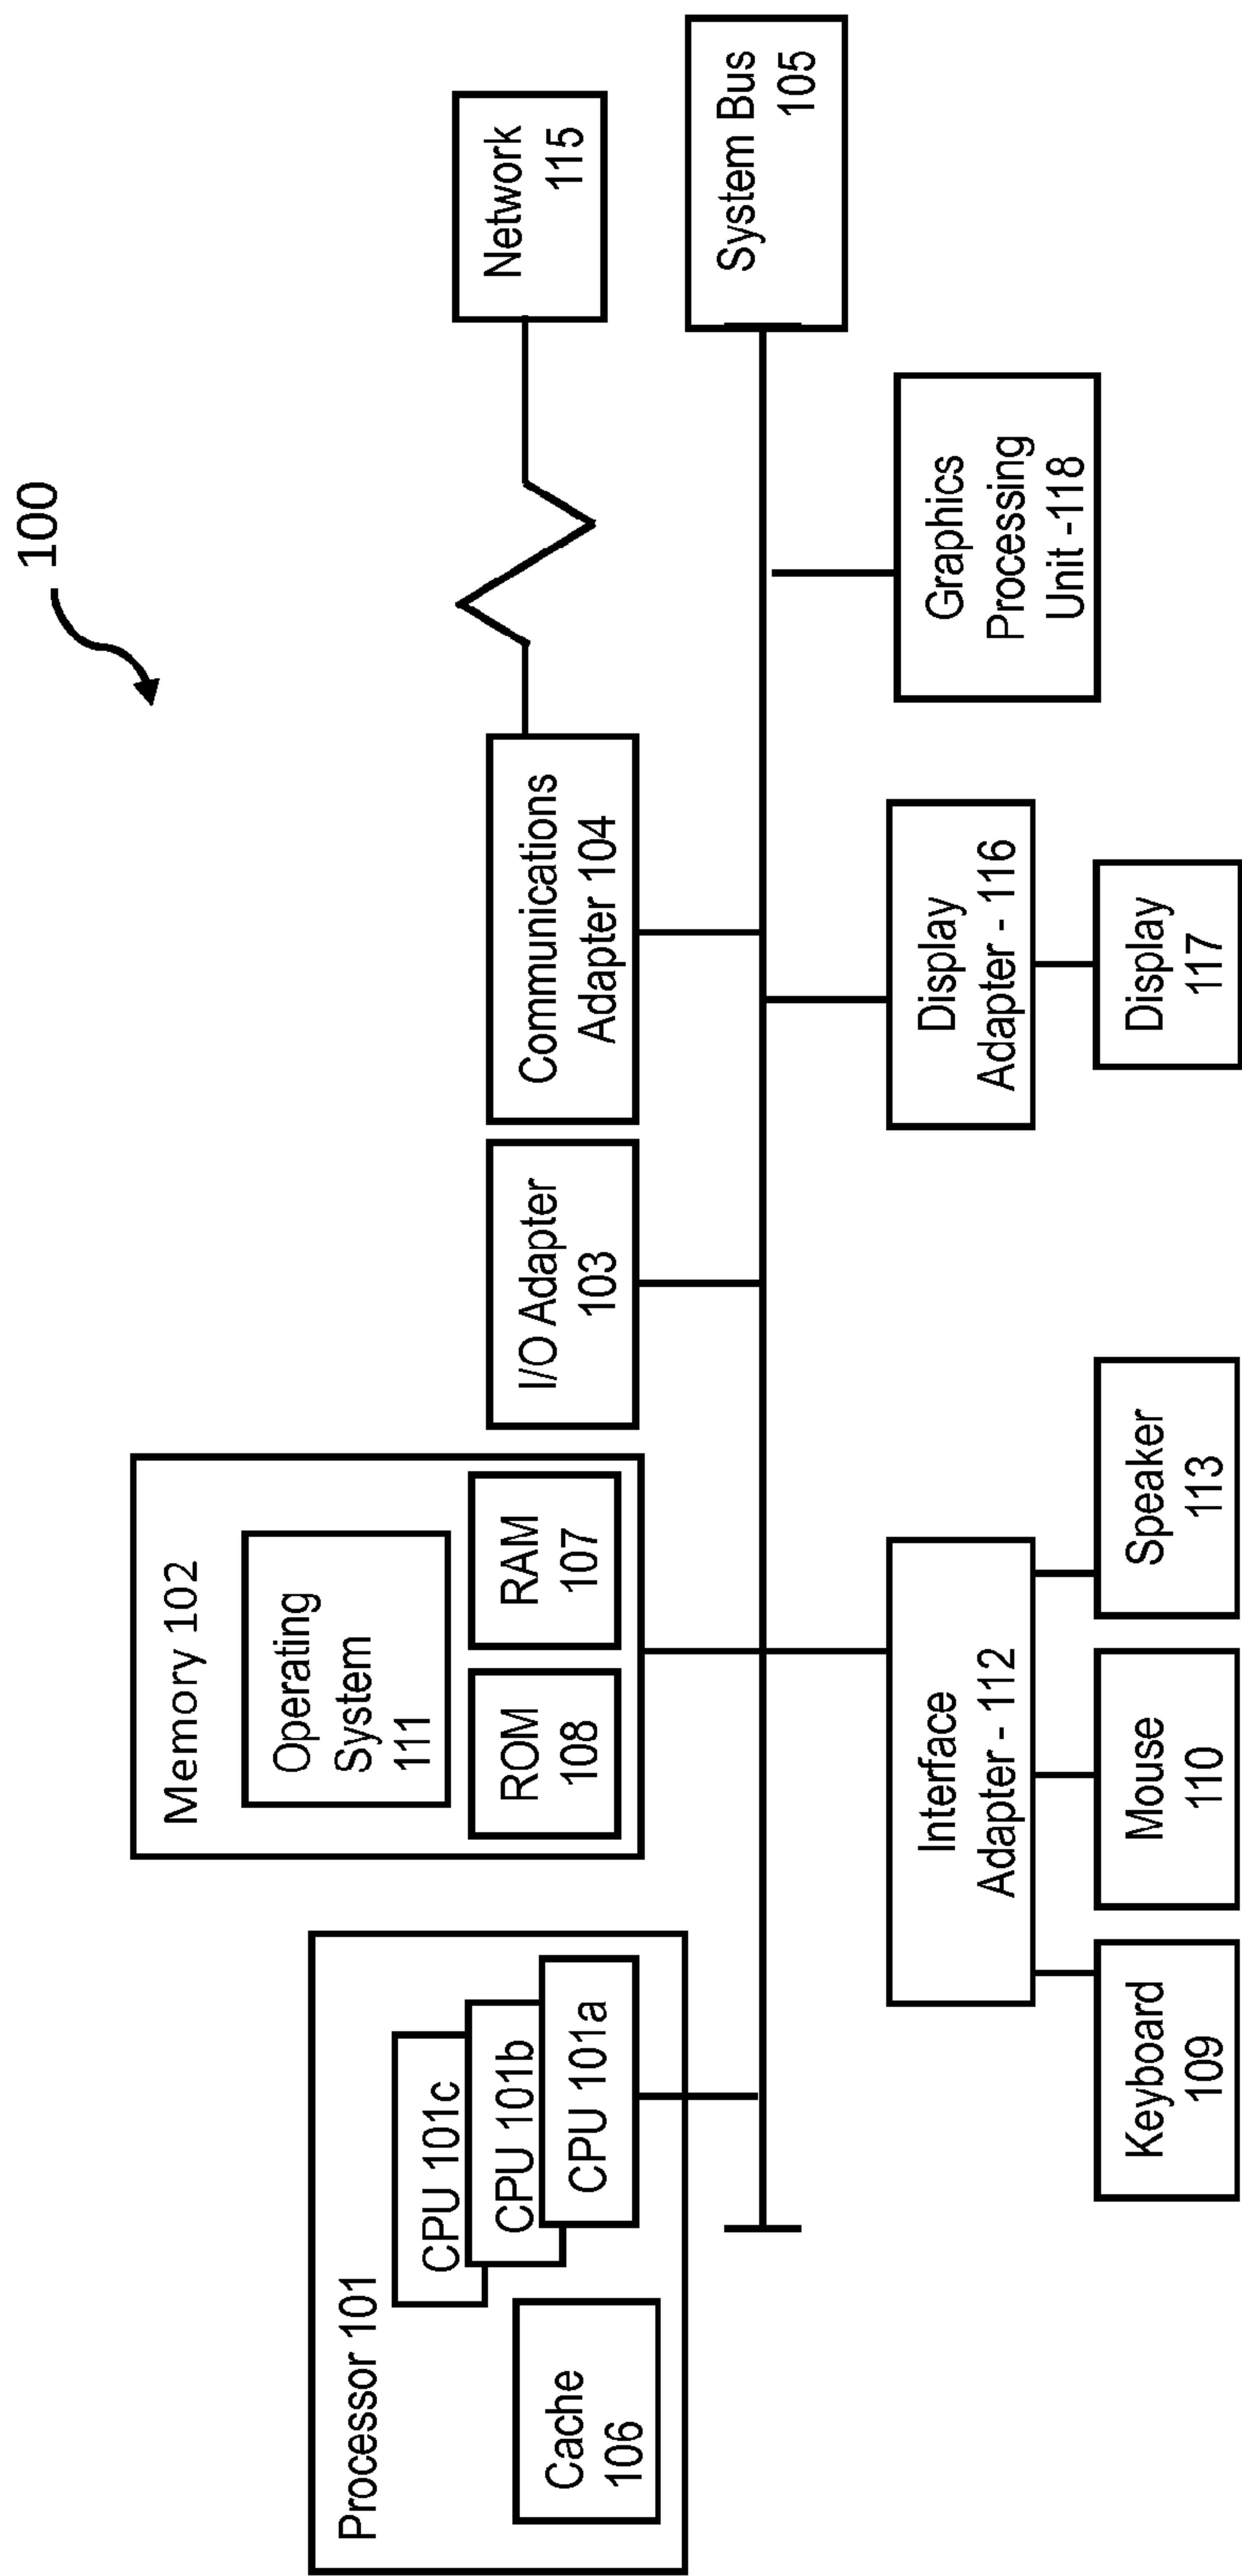 100
Processor 101
CPU 101c
CPU 101b
CPU 101a
Cache
106
Memory 102
Operating
System
111
ROM
108
RAM
107
I/O Adapter
103
Communications
Adapter 104
Network
115
System Bus
105
Interface
Adapter - 112
Keyboard
109
Mouse
110
Speaker
113
Display
Adapter - 116
Display
117
Graphics
Processing
Unit -118